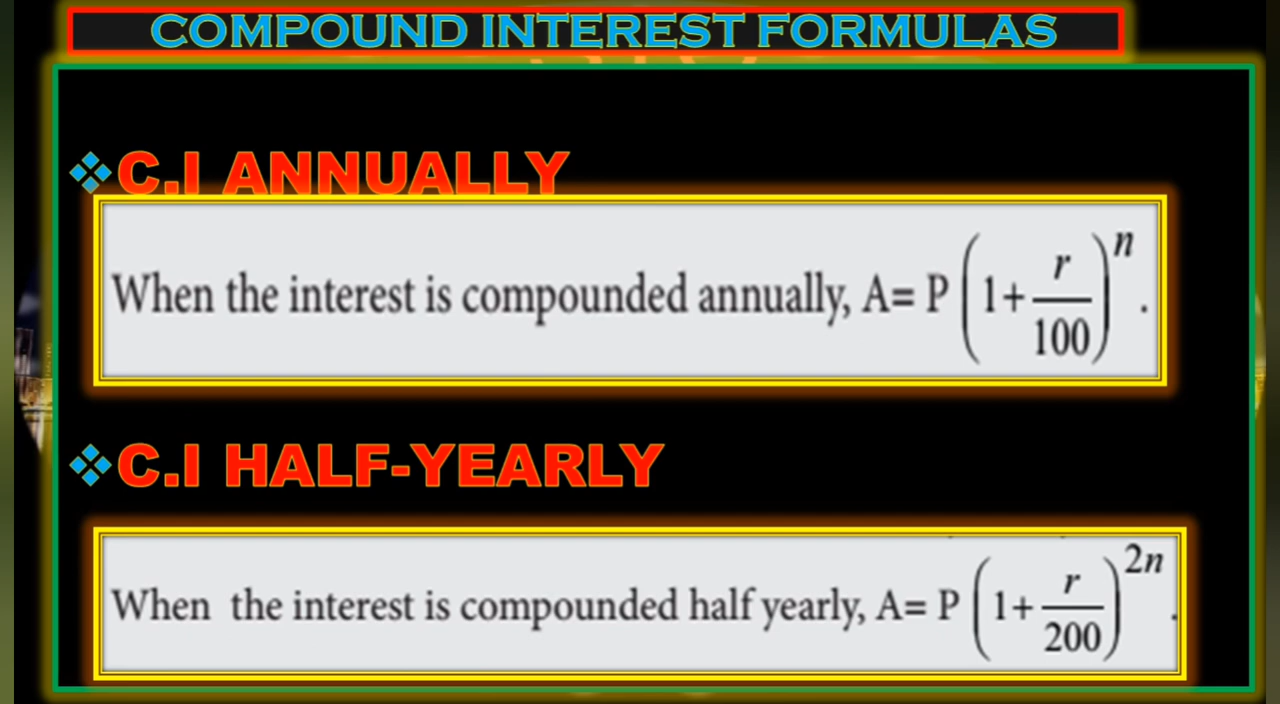 COMPOUND INTEREST FORMULAS
C.I ANNUALLY
When the interest is compounded annually, A= P (1+ r/100)^n .
C.I HALF-YEARLY
When the interest is compounded half yearly, A= P (1+ r/200)^2n .